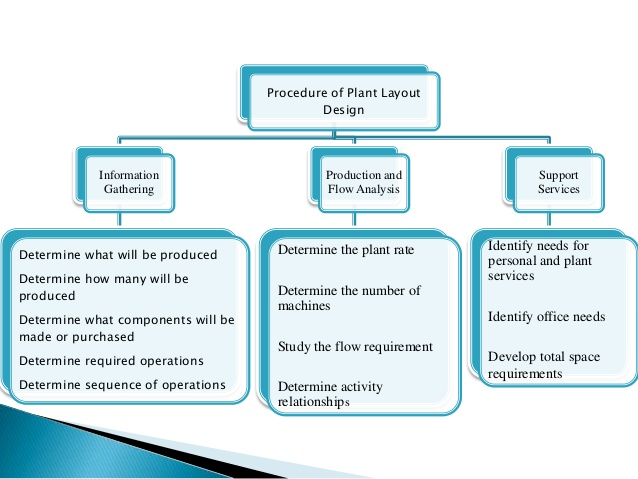 Procedure of Plant Layout
Design
Information
Gathering
Production and
Flow Analysis
Support
Services
Determine what will be produced
Determine how many will be
produced
Determine what components will be
made or purchased
Determine required operations
Determine sequence of operations
Determine the plant rate
Determine the number of
machines
Study the flow requirement
Determine activity
relationships
Identify needs for
personal and plant
services
Identify office needs
Develop total space
requirements